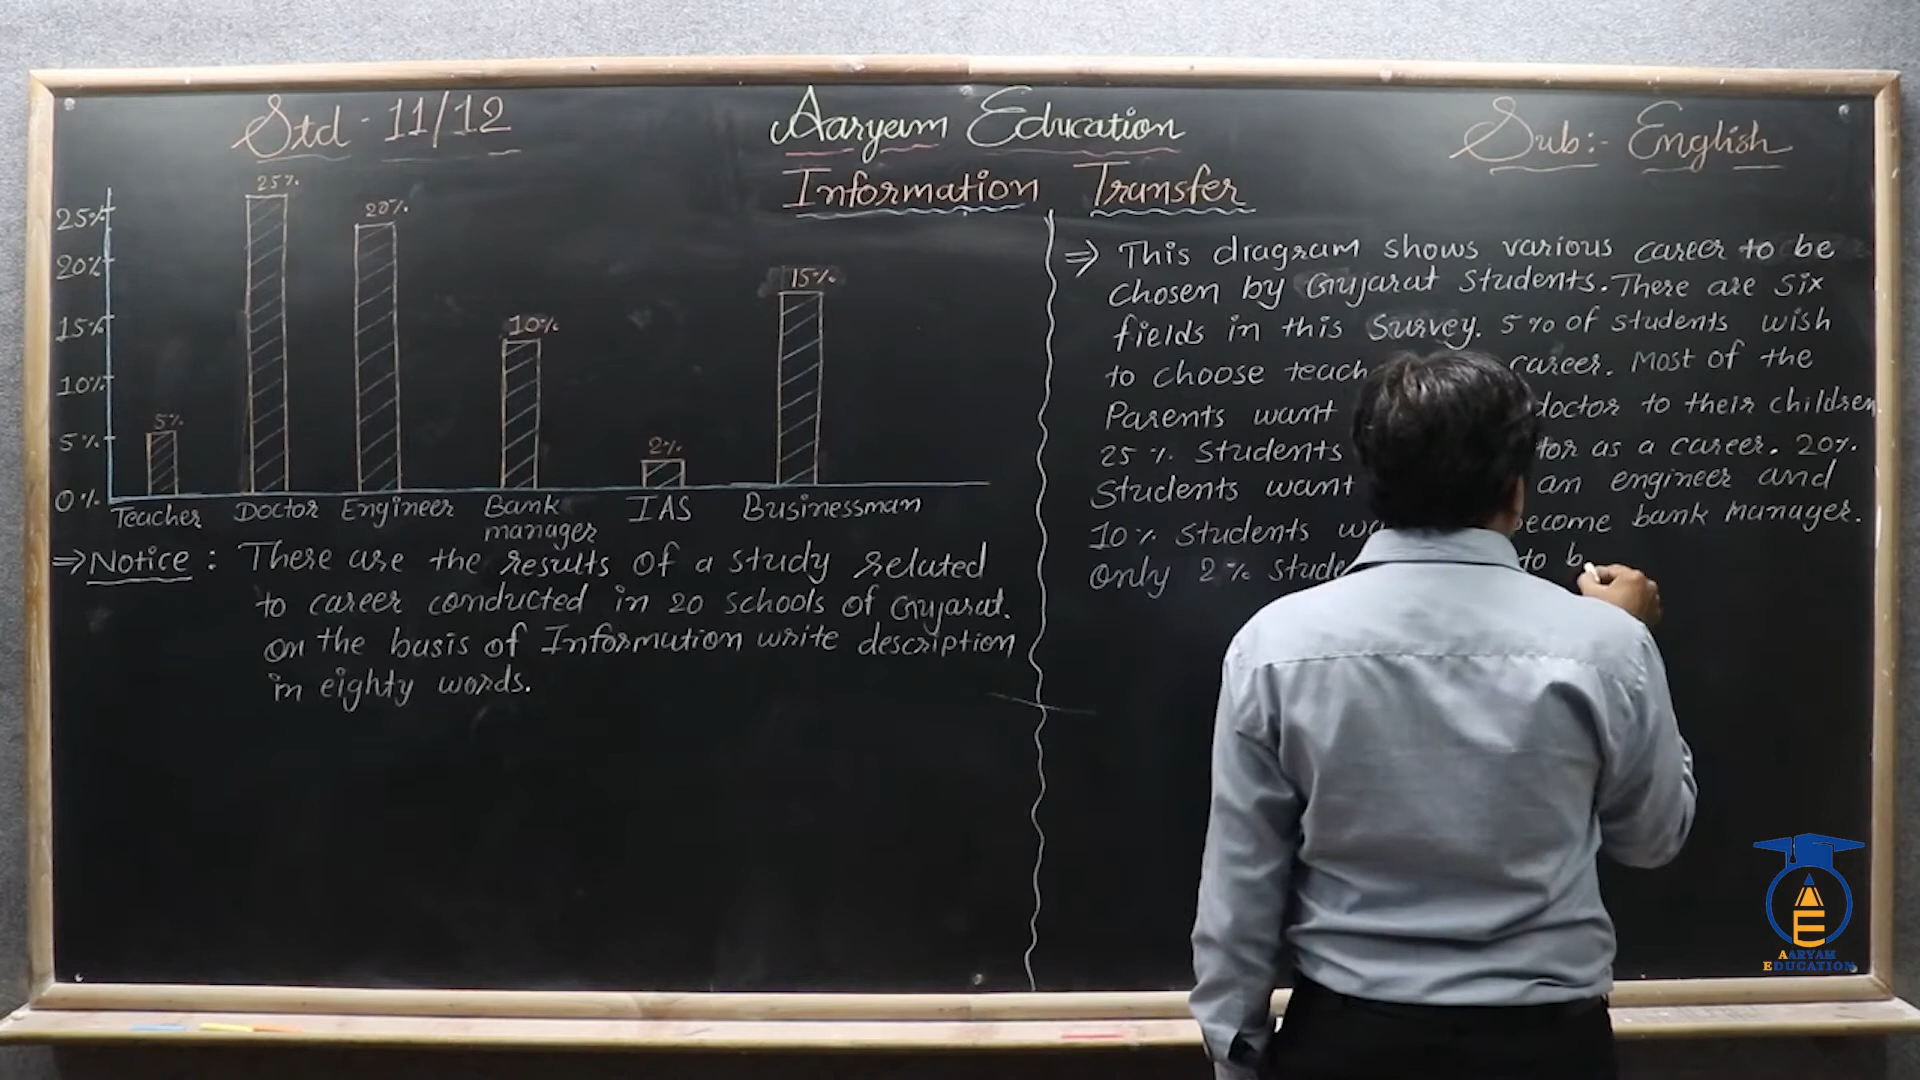 Std - 11/12
Aaryam Education
Sub:- English
Information Transfer
25%
20%
15%
10%
5%
0%
5%
25%
20%
10%
2%
15%
Teacher Doctor Engineer Bank manager IAS Businessman
⇒ Notice : There are the results of a study related
to career conducted in 20 schools of Gujarat.
on the basis of Information write description
in eighty words.
⇒ This diagram shows various career to be
chosen by Gujarat students. There are six
fields in this survey. 5% of students wish
to choose career. Most of the
Parents want doctor to their children
25% students as a career. 20%
students want an engineer and
10% students become bank manager.
only 2% to
AARYAM
EDUCATION